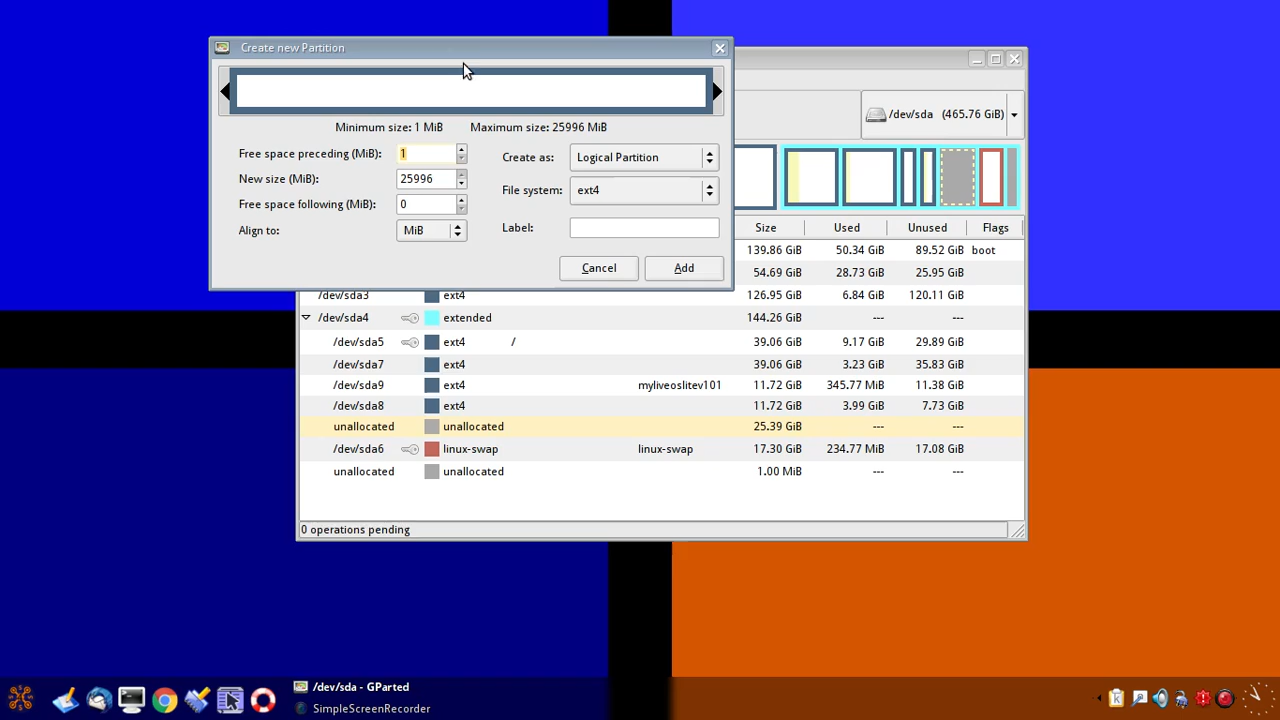 Create new Partition
Minimum size: 1 MiB Maximum size: 25996 MiB
Free space preceding (MiB): 1 Create as: Logical Partition
New size (MiB): 25996
File system: ext4
Free space following (MiB): 0
Label:
Align to: MiB
Cancel Add
/dev/sda (465.76 GiB)
Size Used Unused Flags
139.86 GiB 50.34 GiB 89.52 GiB boot
54.69 GiB 28.73 GiB 25.95 GiB
/dev/sda3 ext4 126.95 GiB 6.84 GiB 120.11 GiB
/dev/sda4 extended 144.26 GiB --- ---
/dev/sda5 ext4 / 39.06 GiB 9.17 GiB 29.89 GiB
/dev/sda7 ext4 39.06 GiB 3.23 GiB 35.83 GiB
/dev/sda9 ext4 myliveoslitev101 11.72 GiB 345.77 MiB 11.38 GiB
/dev/sda8 ext4 11.72 GiB 3.99 GiB 7.73 GiB
unallocated unallocated 25.39 GiB --- ---
/dev/sda6 linux-swap linux-swap 17.30 GiB 234.77 MiB 17.08 GiB
unallocated unallocated 1.00 MiB --- ---
0 operations pending
/dev/sda - GParted
SimpleScreenRecorder